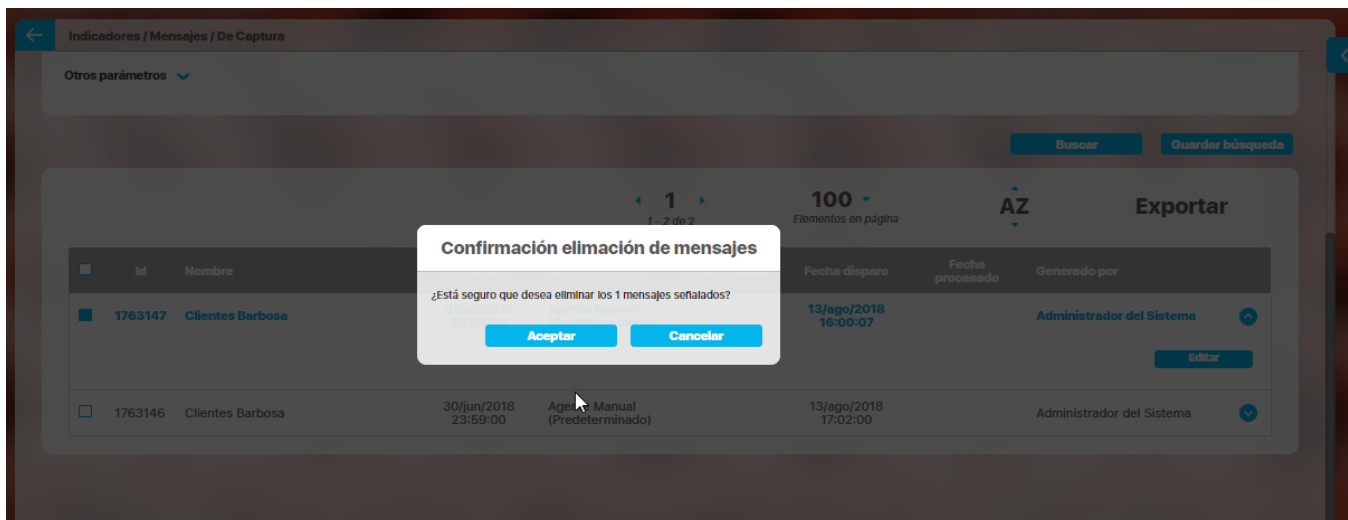 Indicadores / Mensajes / De Captura
Otros parámetros
Buscar
Guardar búsqueda
1
1 - 2 de 2
100
Elementos en página
AZ
Exportar
Confirmación elimación de mensajes
¿Está seguro que desea eliminar los 1 mensajes señalados?
Aceptar
Cancelar
Id
Nombre
Fecha disparo
Fecha
procesado
Generado por
1763147
Clientes Barbosa
13/ago/2018
16:00:07
Administrador del Sistema
Editar
1763146
Clientes Barbosa
30/jun/2018
23:59:00
Manual
(Predeterminado)
13/ago/2018
17:02:00
Administrador del Sistema